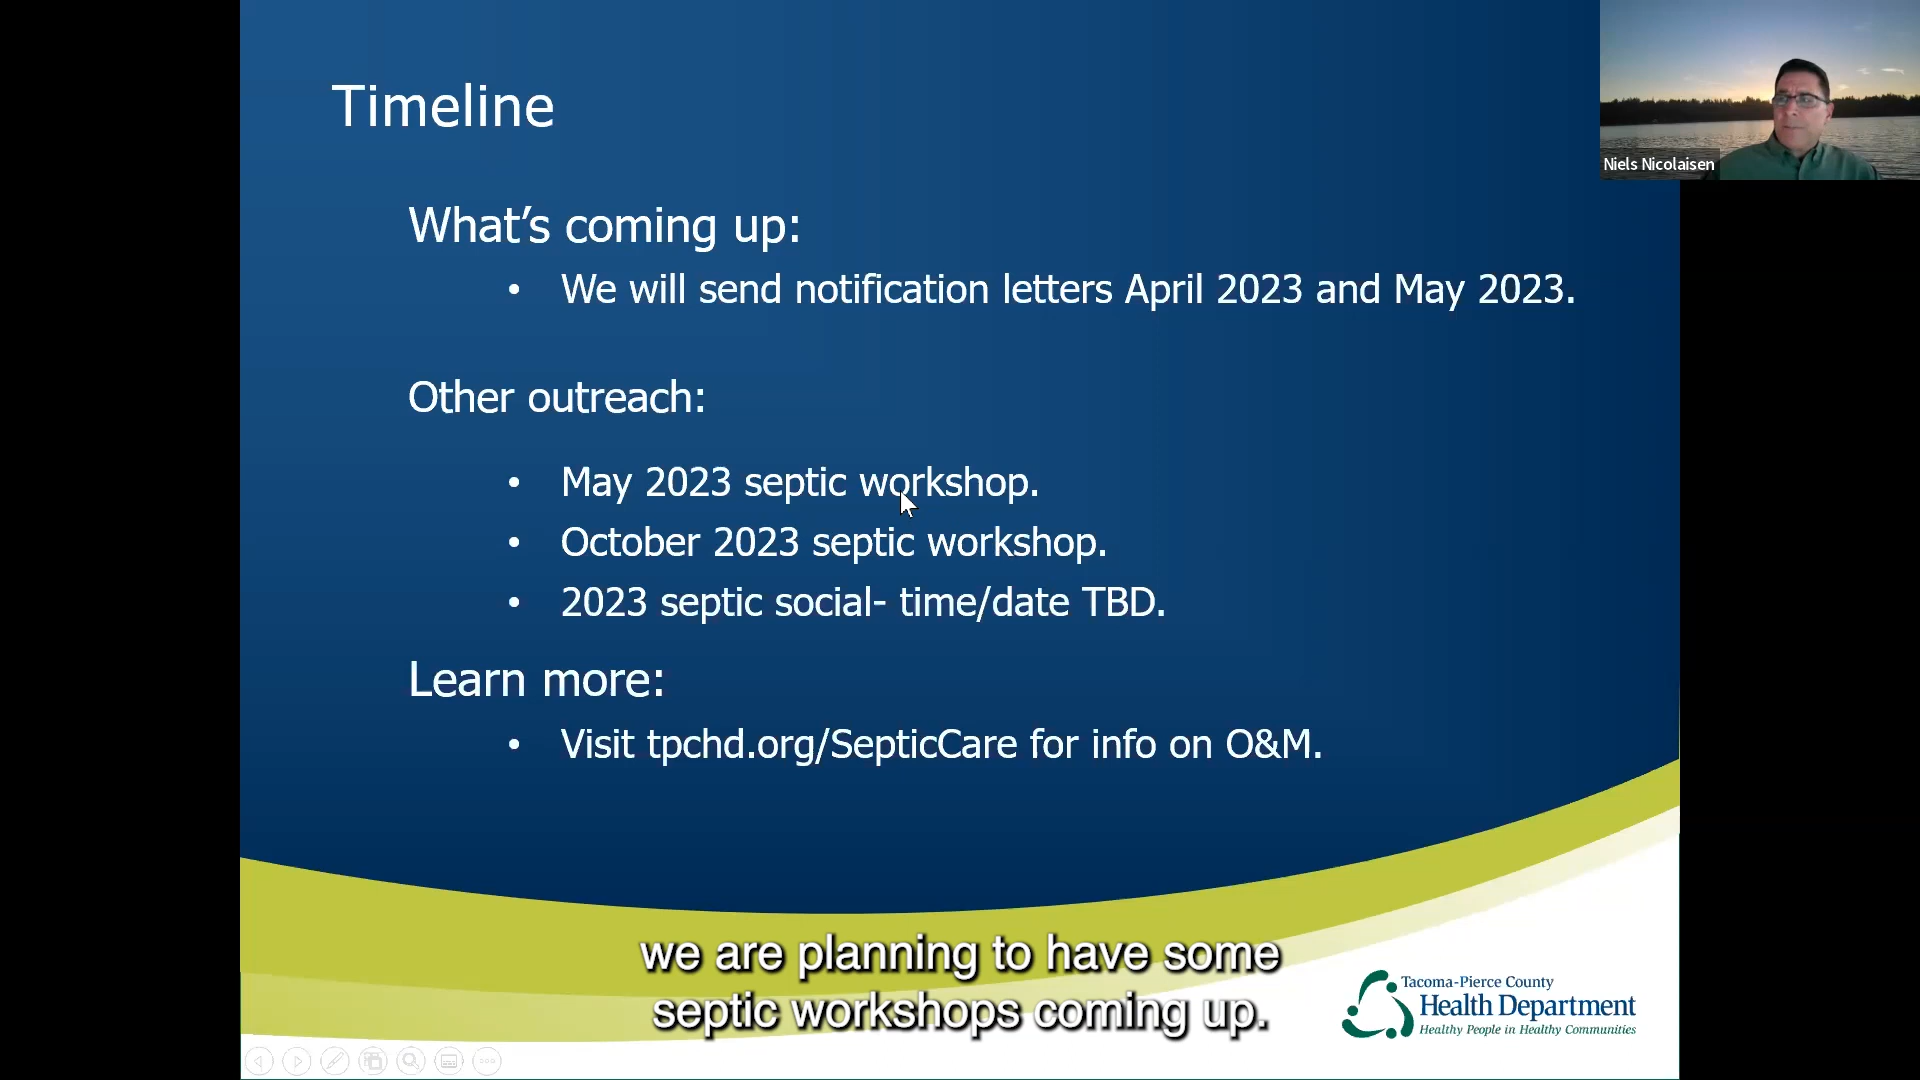 Timeline
Niels Nicolaisen
What’s coming up:
• We will send notification letters April 2023 and May 2023.
Other outreach:
• May 2023 septic workshop.
• October 2023 septic workshop.
• 2023 septic social- time/date TBD.
Learn more:
• Visit tpchd.org/SepticCare for info on O&M.
we are planning to have some
septic workshops coming up.
Tacoma-Pierce County
Health Department
Healthy People in Healthy Communities